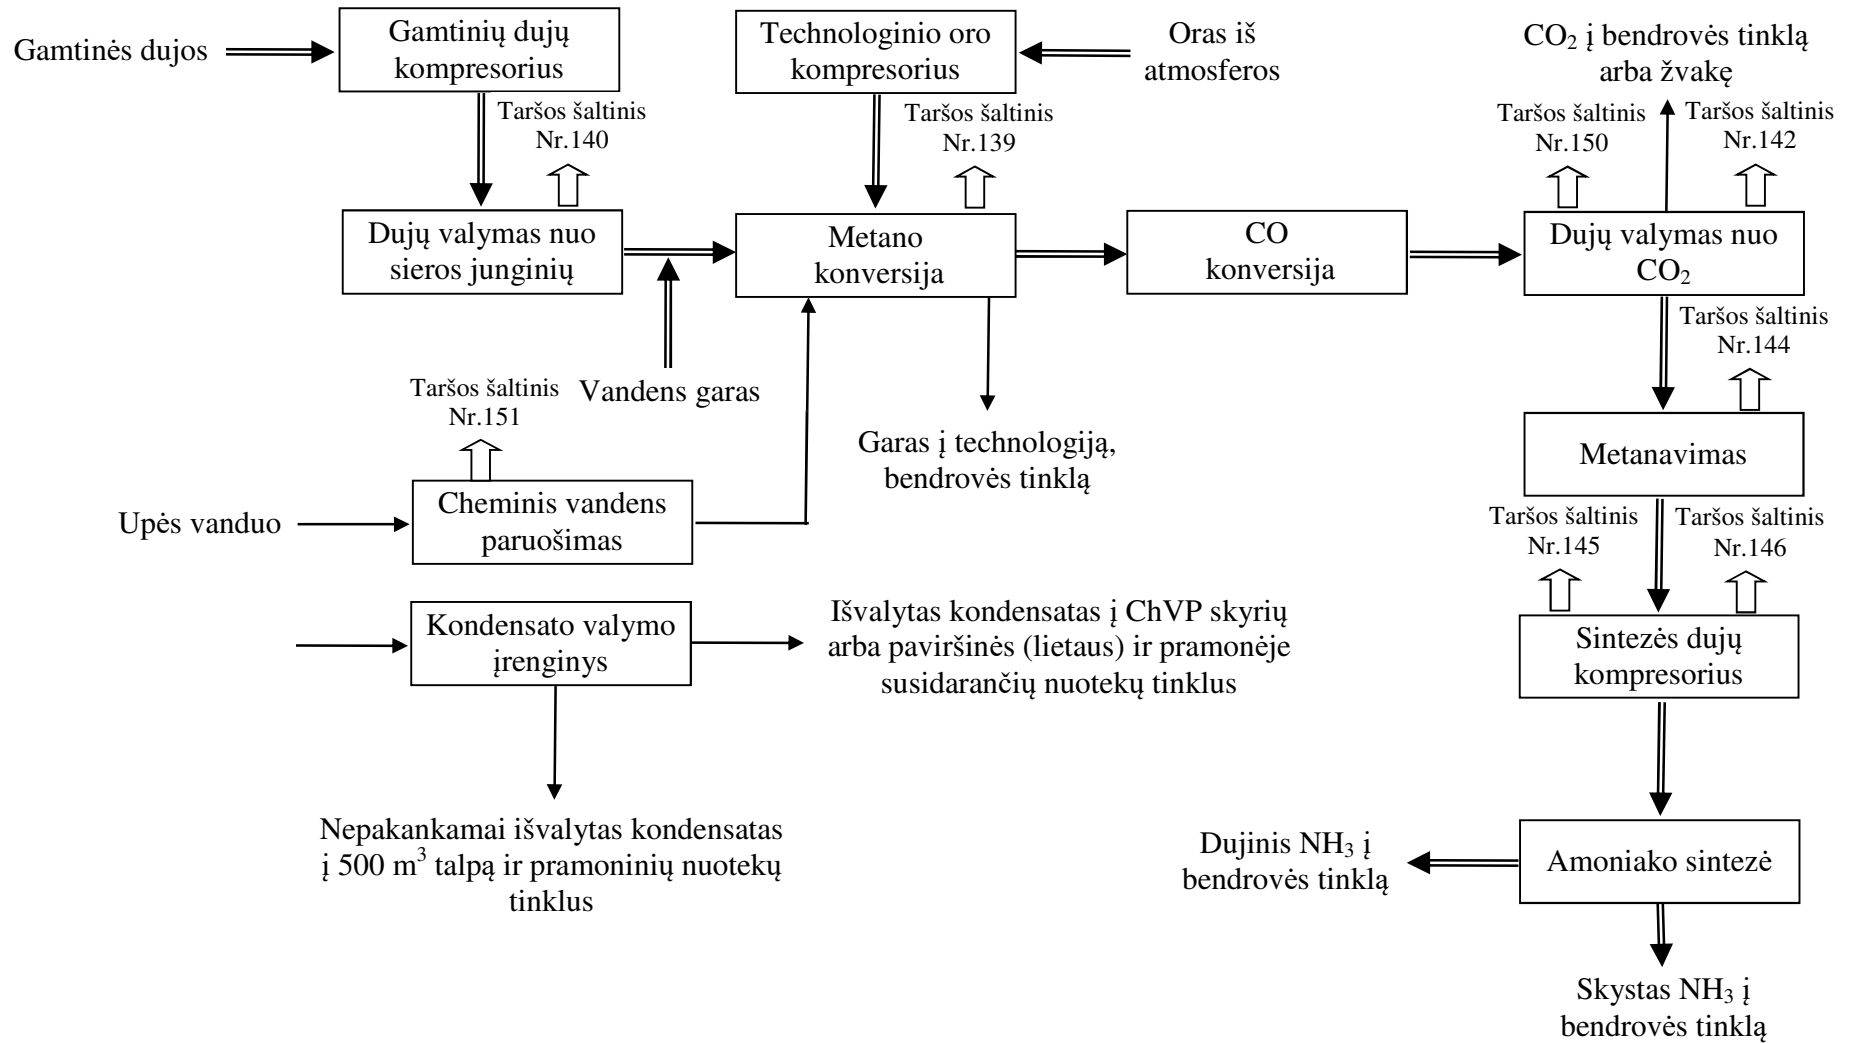 Gamtinės dujos
Gamtinių dujų
kompresorius
Technologinio oro
kompresorius
Oras iš
atmosferos
CO₂ į bendrovės tinklą
arba žvakę
Taršos šaltinis
Nr.140
Taršos šaltinis
Nr.139
Taršos šaltinis
Nr.150
Taršos šaltinis
Nr.142
Dujų valymas nuo
sieros junginių
Metano
konversija
CO
konversija
Dujų valymas nuo
CO₂
Taršos šaltinis
Nr.144
Taršos šaltinis
Nr.151
Vandens garas
Garas į technologiją,
bendrovės tinklą
Metanavimas
Upės vanduo
Cheminis vandens
paruošimas
Taršos šaltinis
Nr.145
Taršos šaltinis
Nr.146
Kondensato valymo
įrenginys
Išvalytas kondensatas į ChVP skyrių
arba paviršinės (lietaus) ir pramonėje
susidarančių nuotekų tinklus
Sintezės dujų
kompresorius
Nepakankamai išvalytas kondensatas
į 500 m³ talpą ir pramoninių nuotekų
tinklus
Dujinis NH₃ į
bendrovės tinklą
Amoniako sintezė
Skystas NH₃ į
bendrovės tinklą